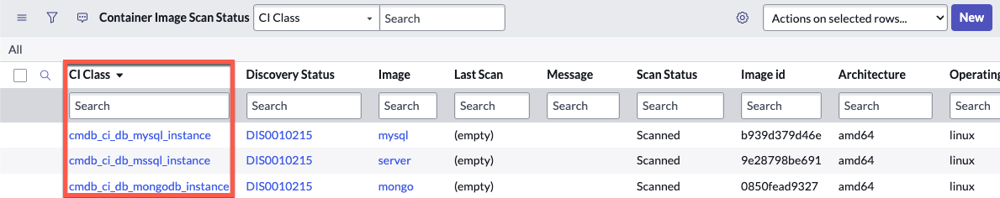 Container Image Scan Status CI Class Search Actions on selected rows... New
All
CI Class Discovery Status Image Last Scan Message Scan Status Image id Architecture Operating
Search Search Search Search Search Search Search Search Search
cmdb_ci_db_mysql_instance DIS0010215 mysql (empty) Scanned b939d379d46e amd64 linux
cmdb_ci_db_mssql_instance DIS0010215 server (empty) Scanned 9e28798be691 amd64 linux
cmdb_ci_db_mongodb_instance DIS0010215 mongo (empty) Scanned 0850fead9327 amd64 linux